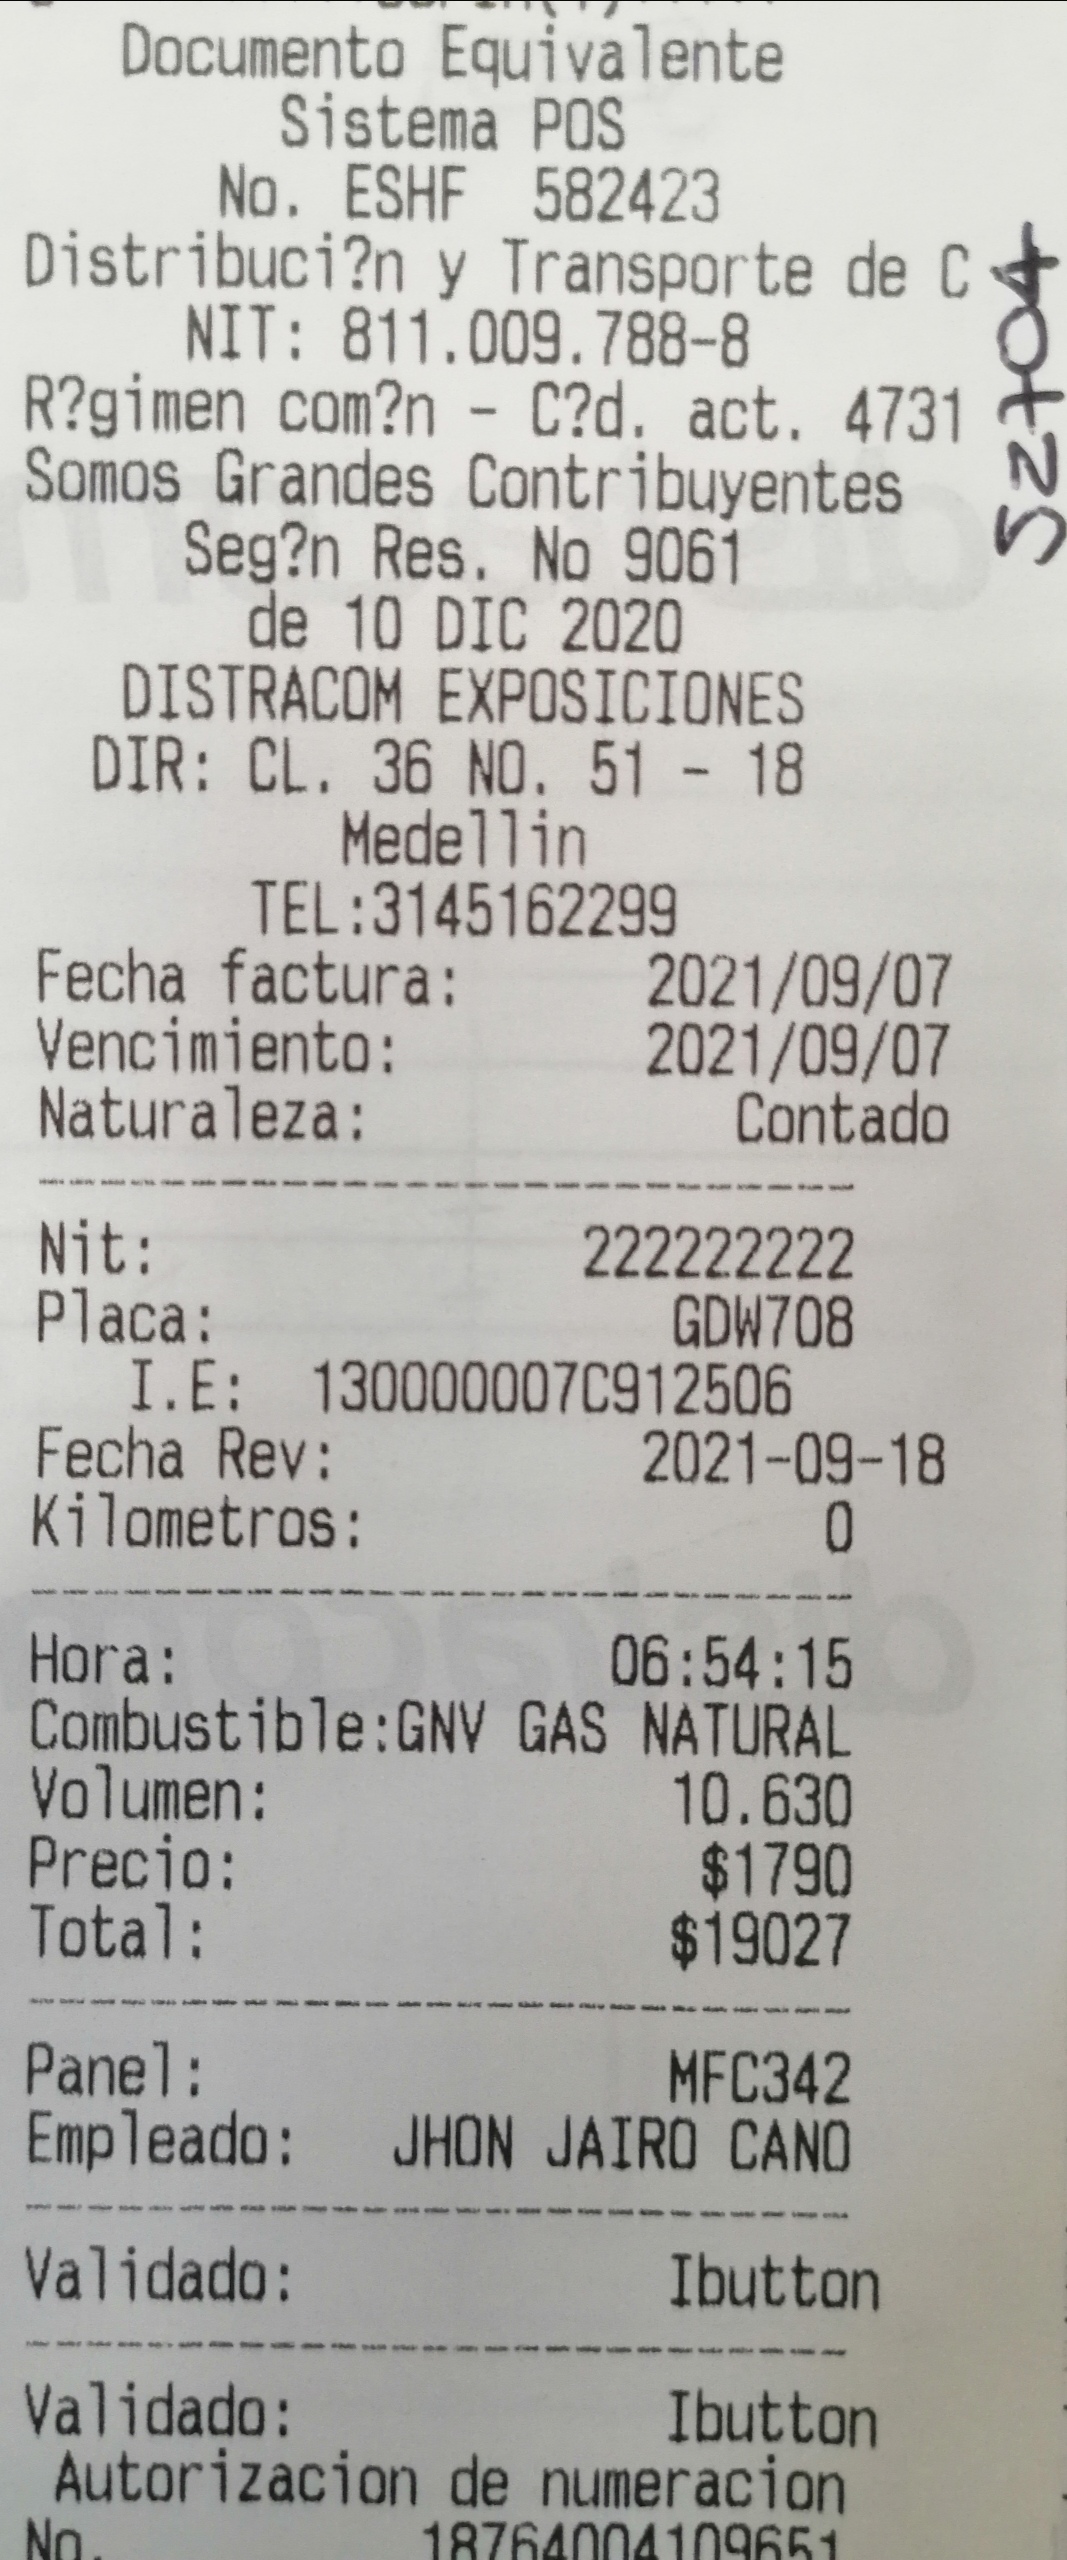 Documento Equivalente
Sistema POS
No. ESHF 582423
Distribuci?n y Transporte de C
NIT: 811.009.788-8
R?gimen com?n - C?d. act. 4731
Somos Grandes Contribuyentes
Seg?n Res. No 9061
de 10 DIC 2020
DISTRACOM EXPOSICIONES
DIR: CL. 36 NO. 51 - 18
Medellin
TEL:3145162299
Fecha factura: 2021/09/07
Vencimiento: 2021/09/07
Naturaleza: Contado
Nit: 222222222
Placa: GDW708
I.E: 130000007C912506
Fecha Rev: 2021-09-18
Kilometros: 0
Hora: 06:54:15
Combustible:GNV GAS NATURAL
Volumen: 10.630
Precio: $1790
Total: $19027
Panel: MFC342
Empleado: JHON JAIRO CANO
Validado: Ibutton
Validado: Ibutton
Autorizacion de numeracion
No. 18764004109651
52704